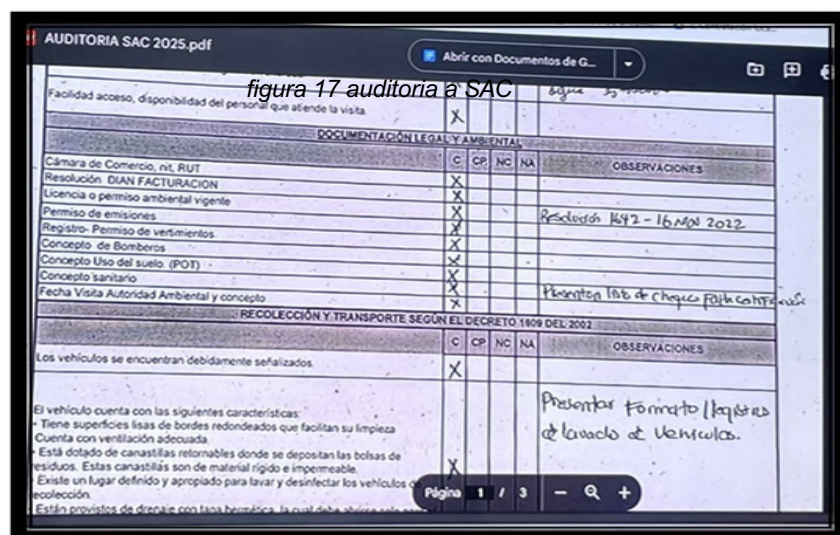 AUDITORIA SAC 2025.pdf
Abrir con Documentos de G...
figura 17 auditoria a SAC
Facilidad acceso, disponibilidad del personal que atiende la visita. X
DOCUMENTACIÓN LEGAL Y AMBIENTAL
C CP NC NA OBSERVACIONES
Cámara de Comercio, nit, RUT X
Resolución DIAN FACTURACION X
Licencia o permiso ambiental vigente X Resolución 1642 - 16 NOV 2022
Permiso de emisiones X
Registro- Permiso de vertimientos X
Concepto de Bomberos X
Concepto Uso del suelo (POT) X
Concepto sanitario X Presentan lista de chequeo
Fecha Visita Autoridad Ambiental y concepto X
RECOLECCIÓN Y TRANSPORTE SEGÚN EL DECRETO 1609 DEL 2002
C CP NC NA OBSERVACIONES
Los vehículos se encuentran debidamente señalizados. X
El vehículo cuenta con las siguientes características:
- Tiene superficies lisas de bordes redondeados que facilitan su limpieza
Cuenta con ventilación adecuada.
- Está dotado de canastillas retornables donde se depositan las bolsas de
residuos. Estas canastillas son de material rígido e impermeable. X
- Existe un lugar definido y apropiado para lavar y desinfectar los vehículos de
recolección.
- Están provistos de drenaje con tapa hermética, la cual debe abrirse solo
Presentar Formato / registros
de lavado de vehiculos.
Página 1 / 3 − +